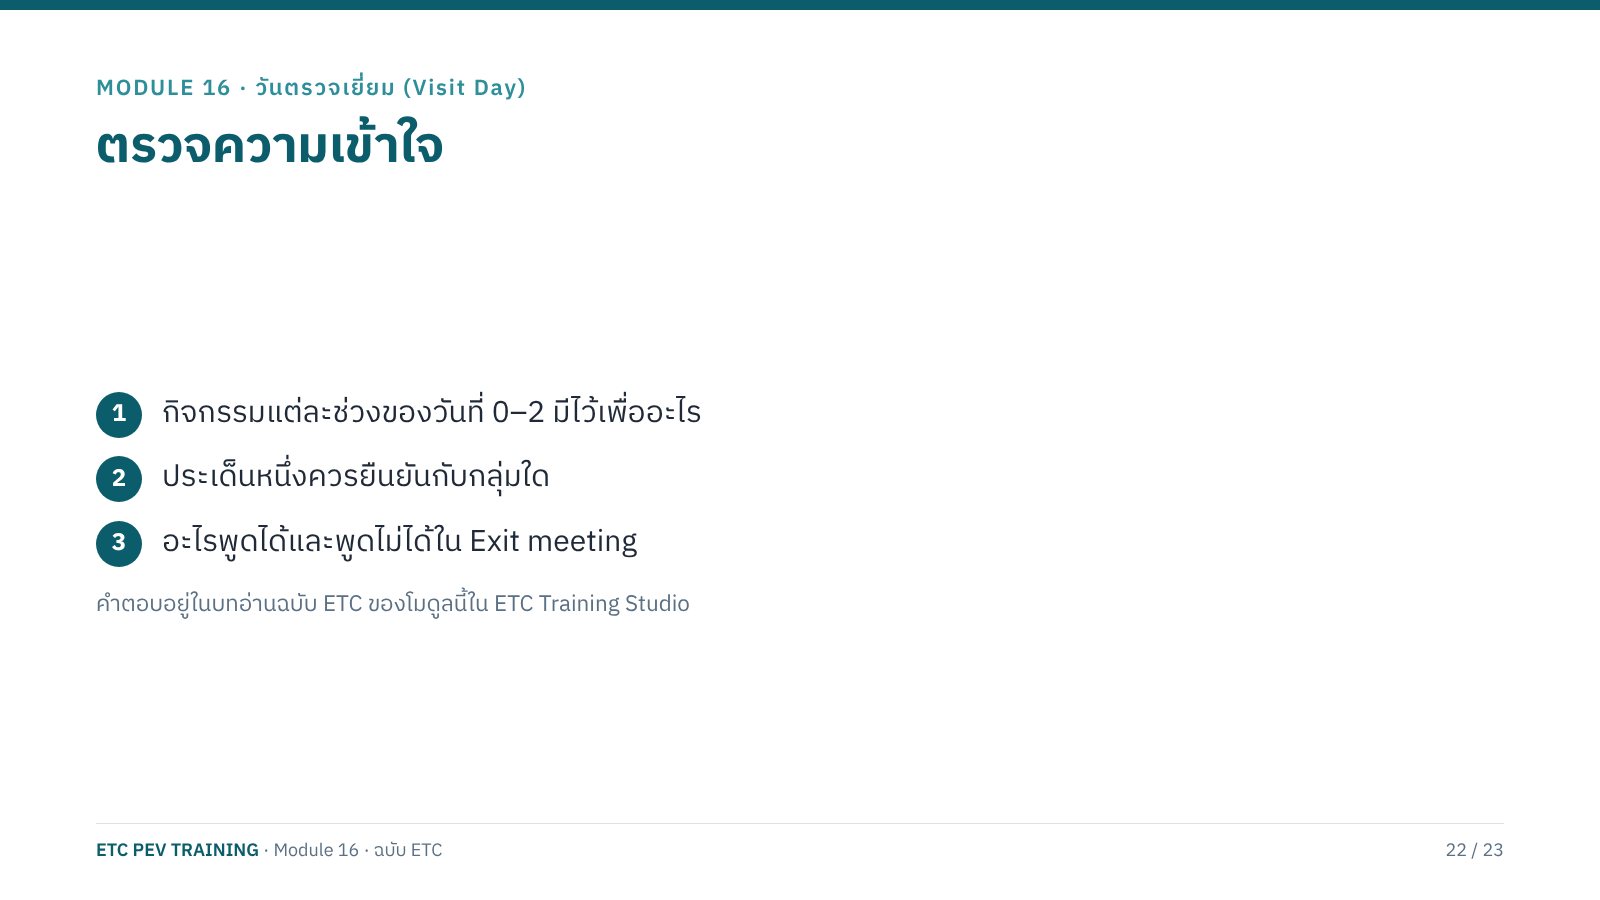 MODULE 16 · วันตรวจเยี่ยม (Visit Day)
ตรวจความเข้าใจ
1 กิจกรรมแต่ละช่วงของวันที่ 0–2 มีไว้เพื่ออะไร
2 ประเด็นหนึ่งควรยืนยันกับกลุ่มใด
3 อะไรพูดได้และพูดไม่ได้ใน Exit meeting
คำตอบอยู่ในบทอ่านฉบับ ETC ของโมดูลนี้ใน ETC Training Studio
ETC PEV TRAINING · Module 16 · ฉบับ ETC
22 / 23